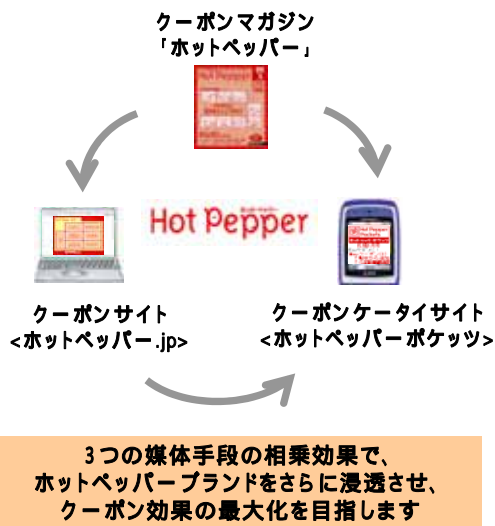 クーポンマガジン
「ホットペッパー」
Hot Pepper
Hot Pepper
クーポンサイト
<ホットペッパー.jp>
クーポンケータイサイト
<ホットペッパーポケッツ>
3つの媒体手段の相乗効果で、
ホットペッパーブランドをさらに浸透させ、
クーポン効果の最大化を目指します